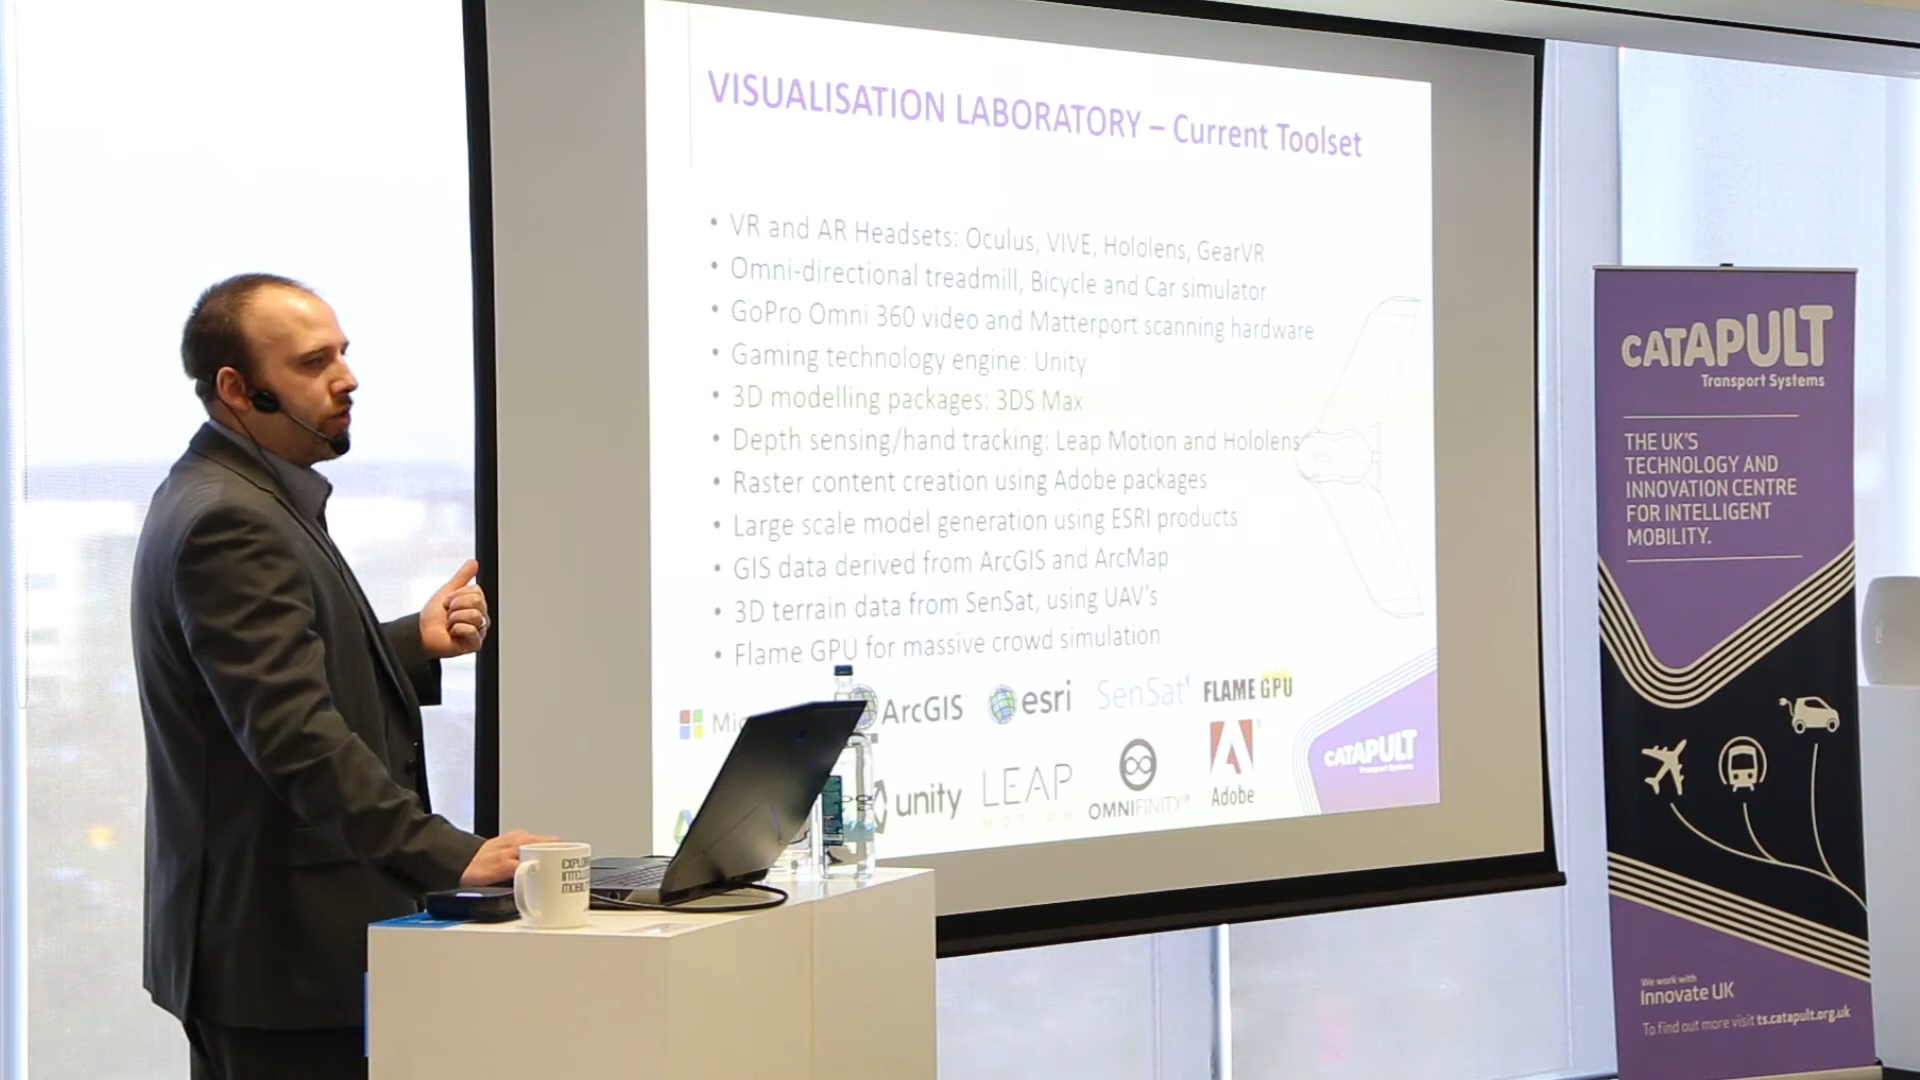 VISUALISATION LABORATORY – Current Toolset
• VR and AR Headsets: Oculus, VIVE, Hololens, GearVR
• Omni-directional treadmill, Bicycle and Car simulator
• GoPro Omni 360 video and Matterport scanning hardware
• Gaming technology engine: Unity
• 3D modelling packages: 3DS Max
• Depth sensing/hand tracking: Leap Motion and Hololens
• Raster content creation using Adobe packages
• Large scale model generation using ESRI products
• GIS data derived from ArcGIS and ArcMap
• 3D terrain data from SenSat, using UAV's
• Flame GPU for massive crowd simulation
ArcGIS esri SenSat FLAME GPU
unity LEAP MOTION OMNIFINITY Adobe
CATAPULT
Transport Systems
CATAPULT
Transport Systems
THE UK'S
TECHNOLOGY AND
INNOVATION CENTRE
FOR INTELLIGENT
MOBILITY.
We work with
Innovate UK
To find out more visit ts.catapult.org.uk